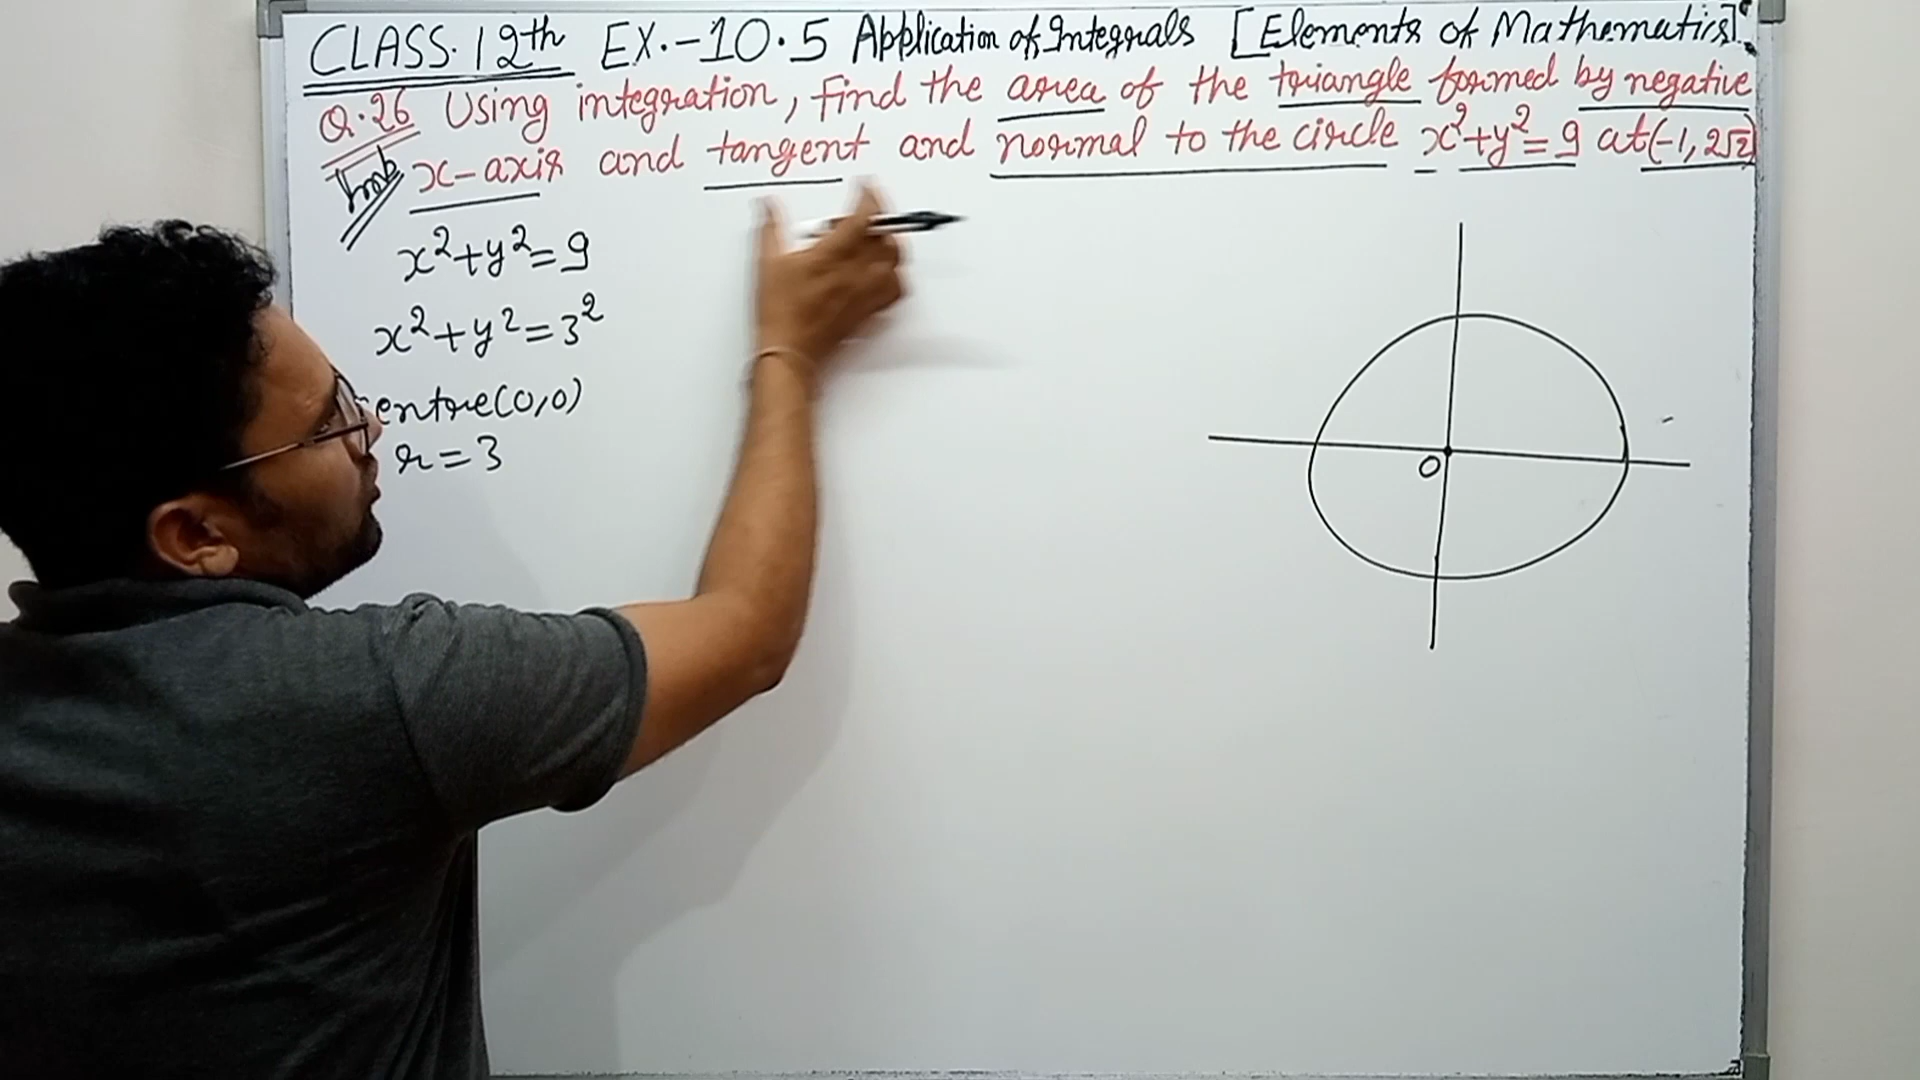 CLASS.12th EX.-10.5 Application of Integrals [Elements of Mathematics]
Q.26 Using integration, find the area of the triangle formed by negative
Imb x-axis and tangent and normal to the circle x²+y²=9 at(-1, 2√2)
x²+y²=9
x²+y²=3²
entre(0,0)
r=3
O